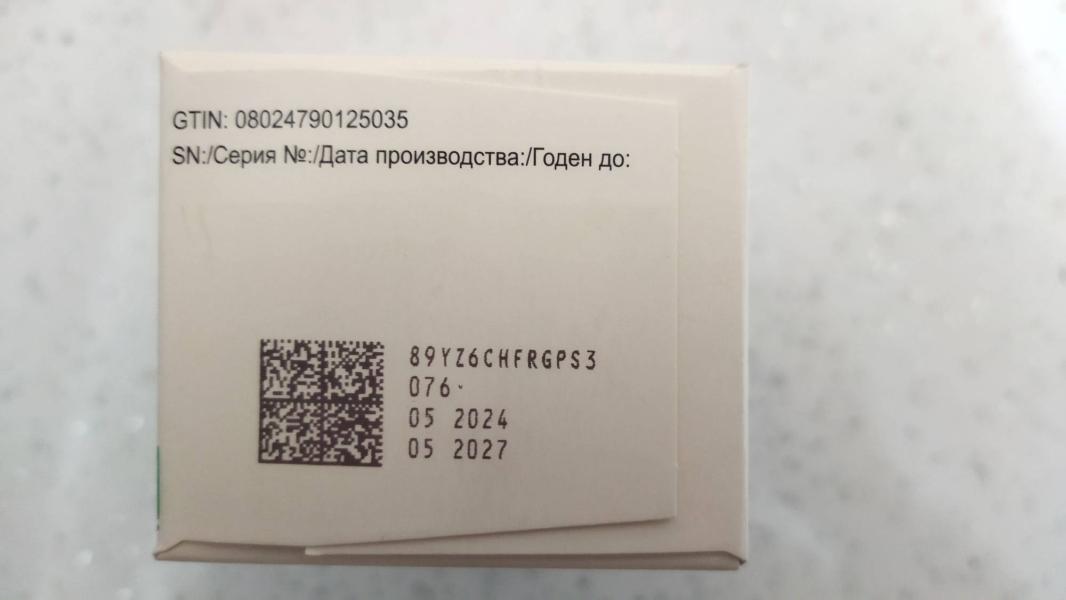 GTIN: 08024790125035
SN:/Серия №:/Дата производства:/Годен до:
89YZ6CHFRGPS3
076
05 2024
05 2027